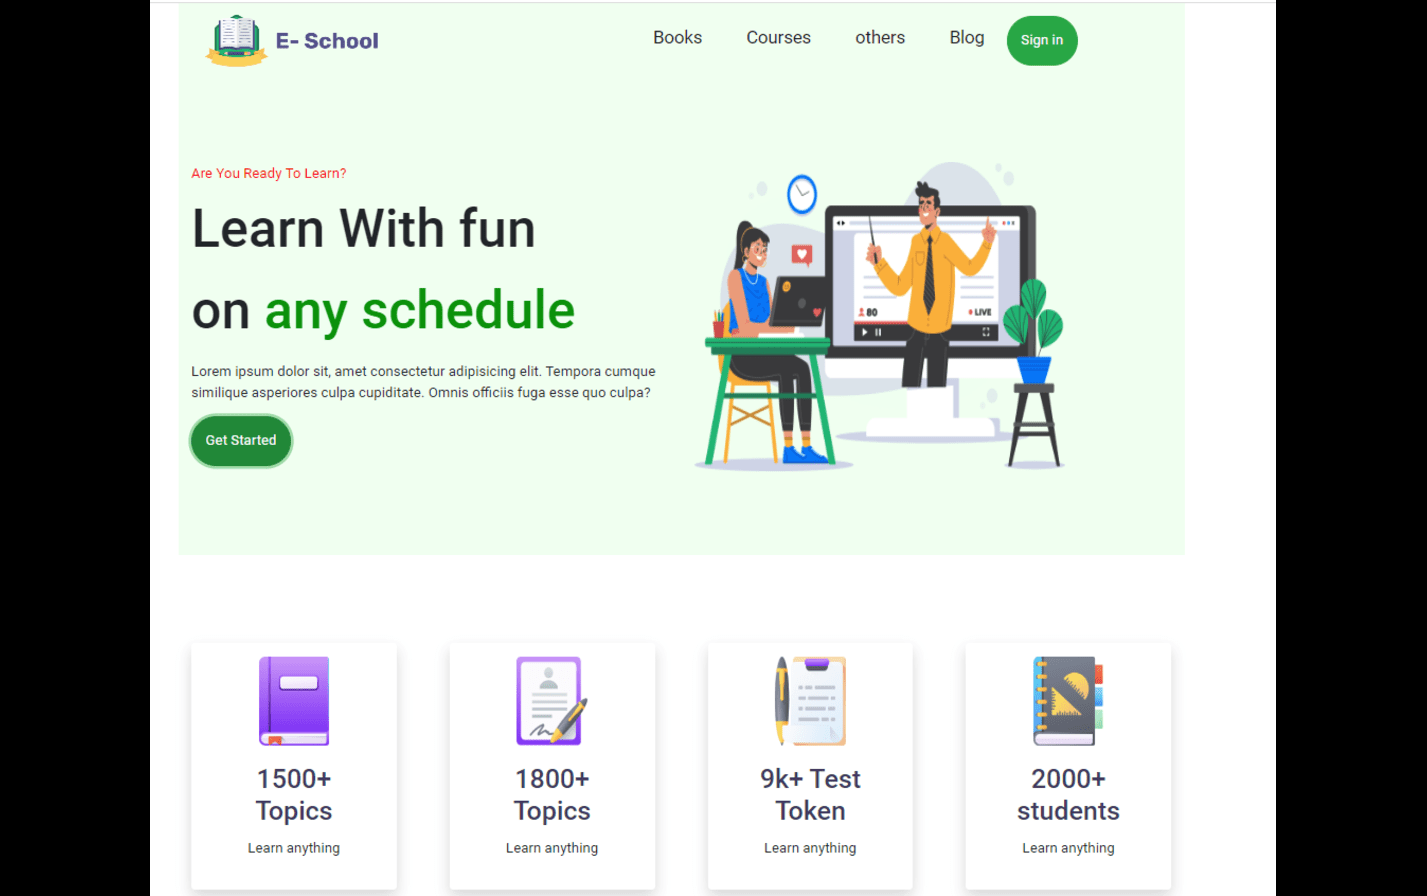 E- School
Books
Courses
others
Blog
Sign in
Are You Ready To Learn?
Learn With fun
on any schedule
Lorem ipsum dolor sit, amet consectetur adipisicing elit. Tempora cumque
similique asperiores culpa cupiditate. Omnis officiis fuga esse quo culpa?
Get Started
80
LIVE
1500+
Topics
Learn anything
1800+
Topics
Learn anything
9k+ Test
Token
Learn anything
2000+
students
Learn anything